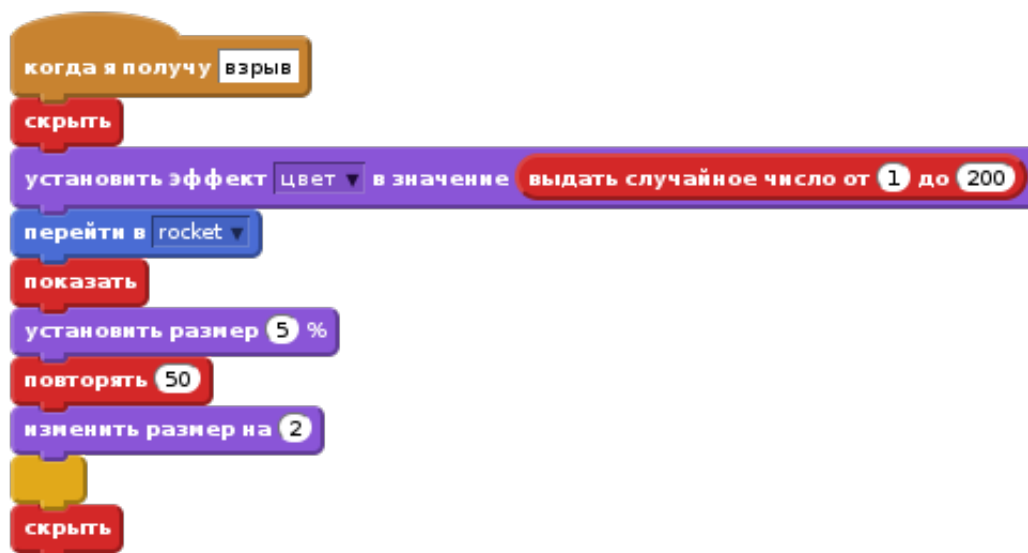 когда я получу взрыв
скрыть
установить эффект цвет в значение выдать случайное число от 1 до 200
перейти в rocket
показать
установить размер 5 %
повторять 50
изменить размер на 2
скрыть